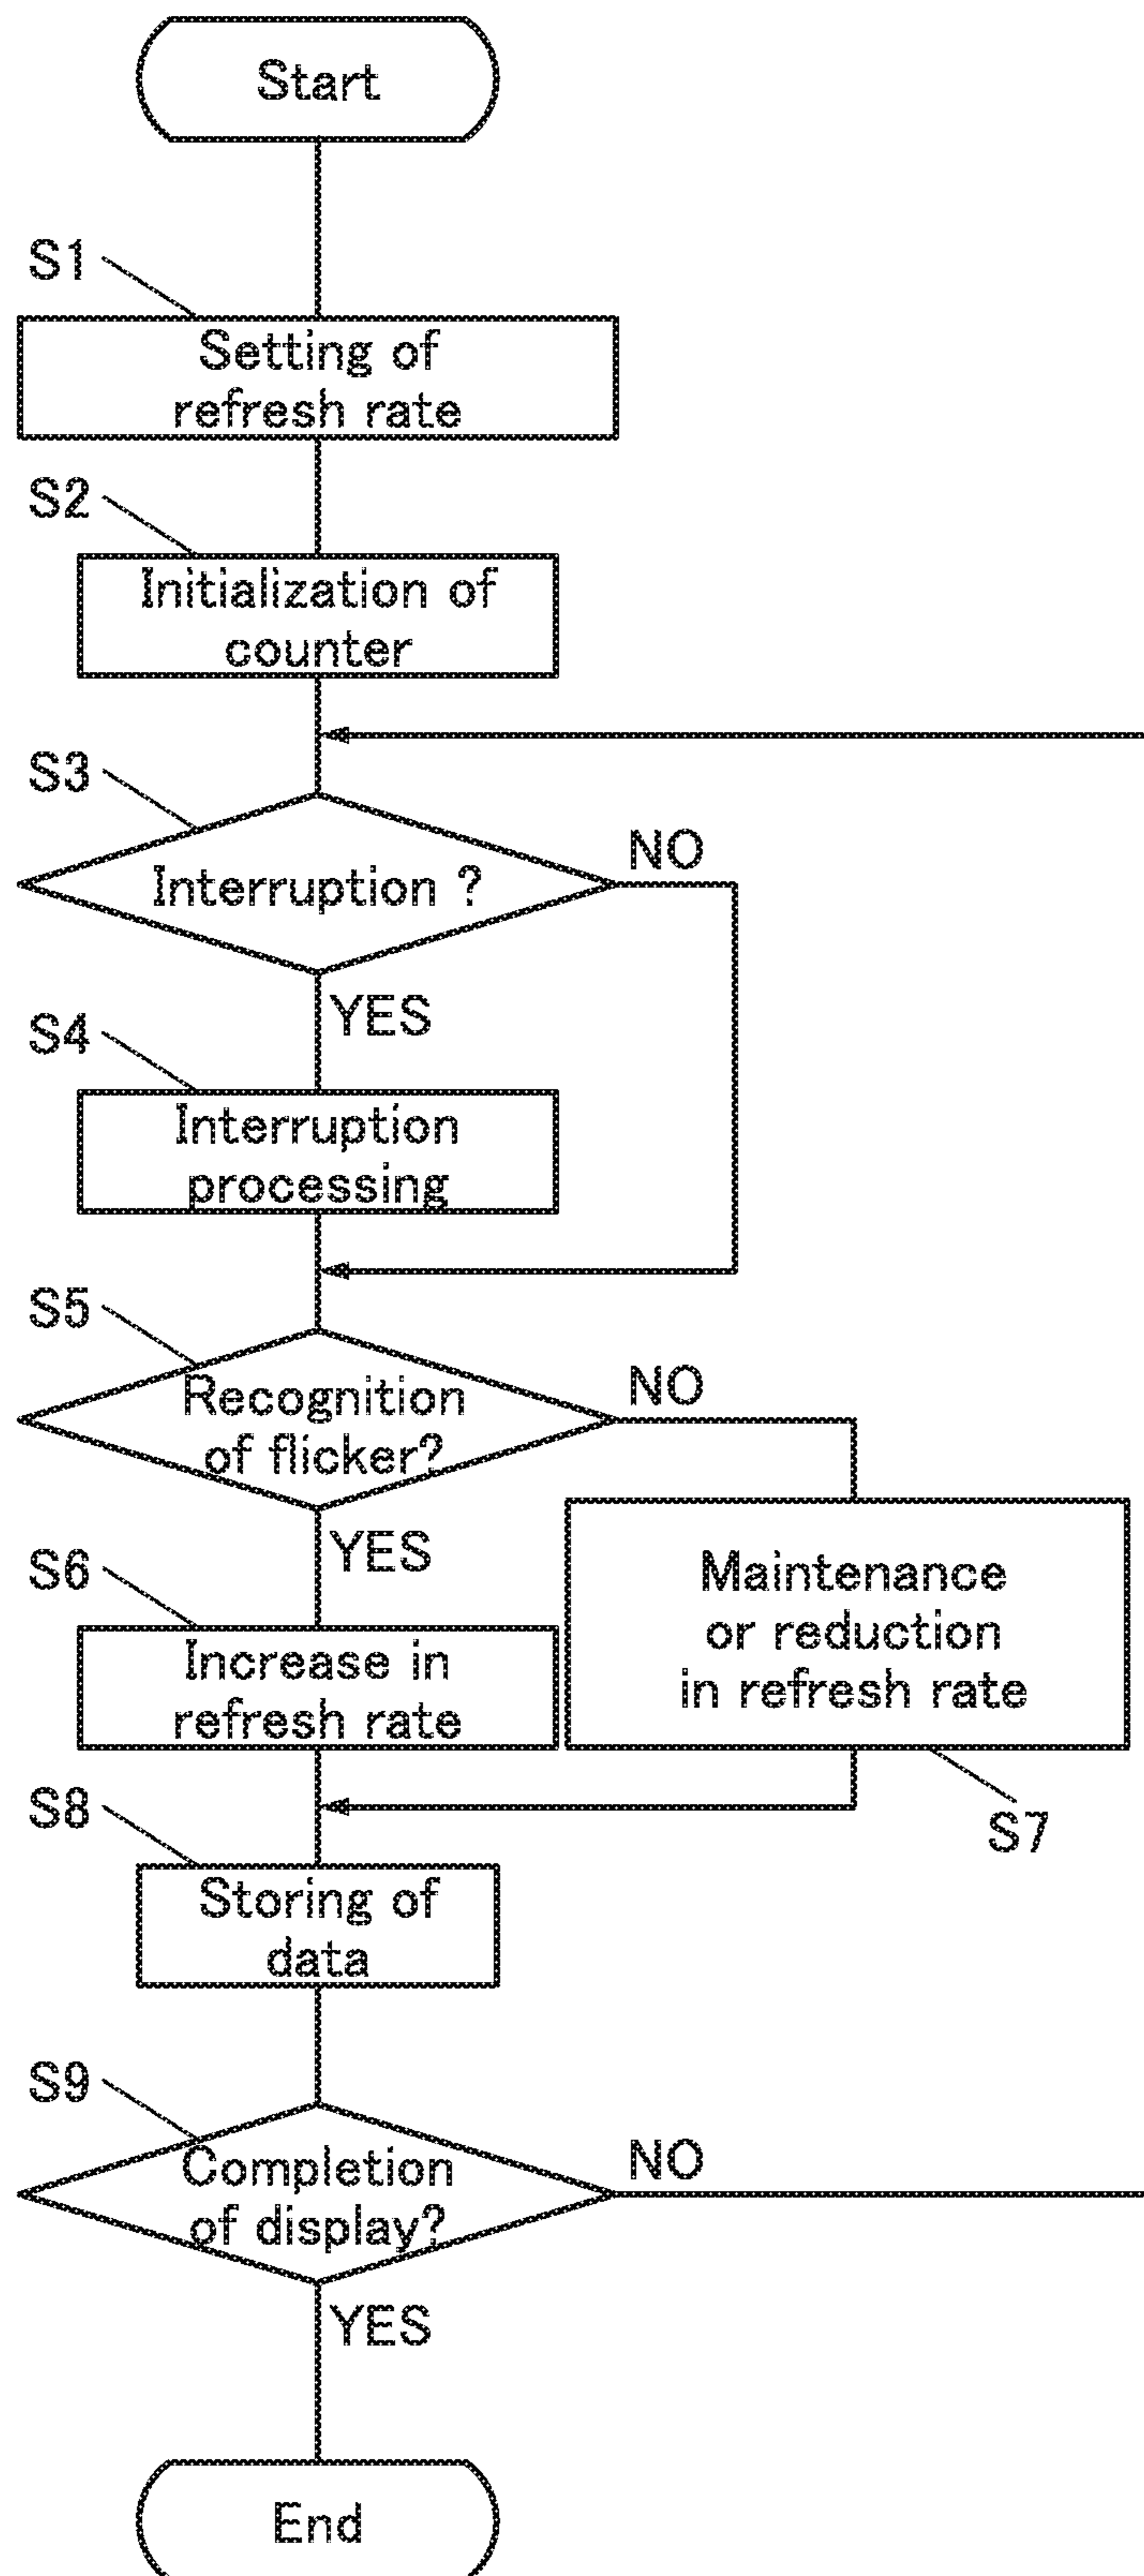 Start
S1
Setting of
refresh rate
S2
Initialization of
counter
S3
Interruption ?
NO
YES
S4
Interruption
processing
S5
Recognition
of flicker?
NO
YES
S6
Increase in
refresh rate
Maintenance
or reduction
in refresh rate
S7
S8
Storing of
data
S9
Completion
of display?
NO
YES
End